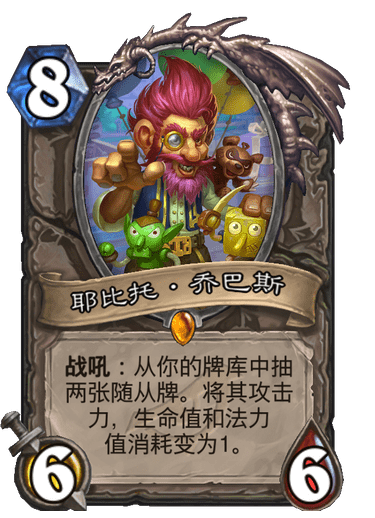 8
耶比托·乔巴斯
战吼：从你的牌库中抽
两张随从牌。将其攻击
力，生命值和法力
值消耗变为1。
6
6